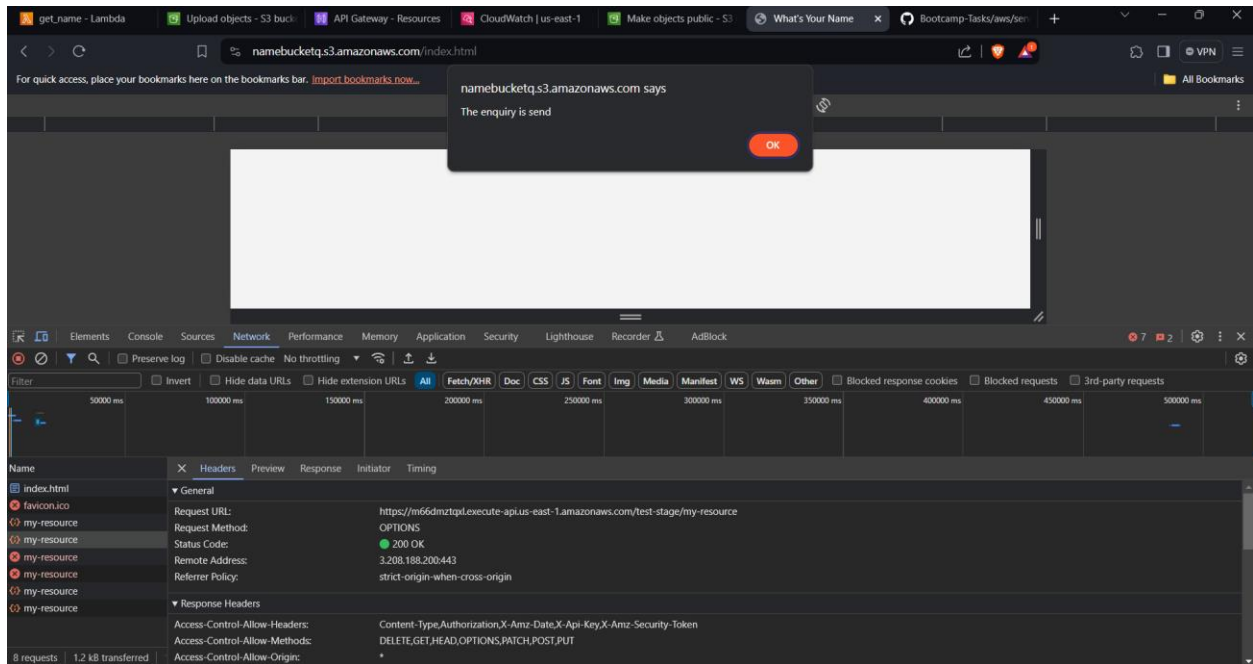 get_name - Lambda
Upload objects - S3 buck
API Gateway - Resources
CloudWatch | us-east-1
Make objects public - S3
What's Your Name
Bootcamp-Tasks/aws/ser
namebucketq.s3.amazonaws.com/index.html
VPN
For quick access, place your bookmarks here on the bookmarks bar. Import bookmarks now...
All Bookmarks
namebucketq.s3.amazonaws.com says
The enquiry is send
OK
Elements Console Sources Network Performance Memory Application Security Lighthouse Recorder AdBlock
7 2
Preserve log Disable cache No throttling
Filter Invert Hide data URLs Hide extension URLs All Fetch/XHR Doc CSS JS Font Img Media Manifest WS Wasm Other Blocked response cookies Blocked requests 3rd-party requests
50000 ms 100000 ms 150000 ms 200000 ms 250000 ms 300000 ms 350000 ms 400000 ms 450000 ms 500000 ms
Name
Headers Preview Response Initiator Timing
index.html
favicon.ico
my-resource
my-resource
my-resource
my-resource
my-resource
my-resource
General
Request URL: https://m66dmztqxl.execute-api.us-east-1.amazonaws.com/test-stage/my-resource
Request Method: OPTIONS
Status Code: 200 OK
Remote Address: 3.208.188.200:443
Referrer Policy: strict-origin-when-cross-origin
Response Headers
Access-Control-Allow-Headers: Content-Type,Authorization,X-Amz-Date,X-Api-Key,X-Amz-Security-Token
Access-Control-Allow-Methods: DELETE,GET,HEAD,OPTIONS,PATCH,POST,PUT
Access-Control-Allow-Origin: *
8 requests 1.2 kB transferred